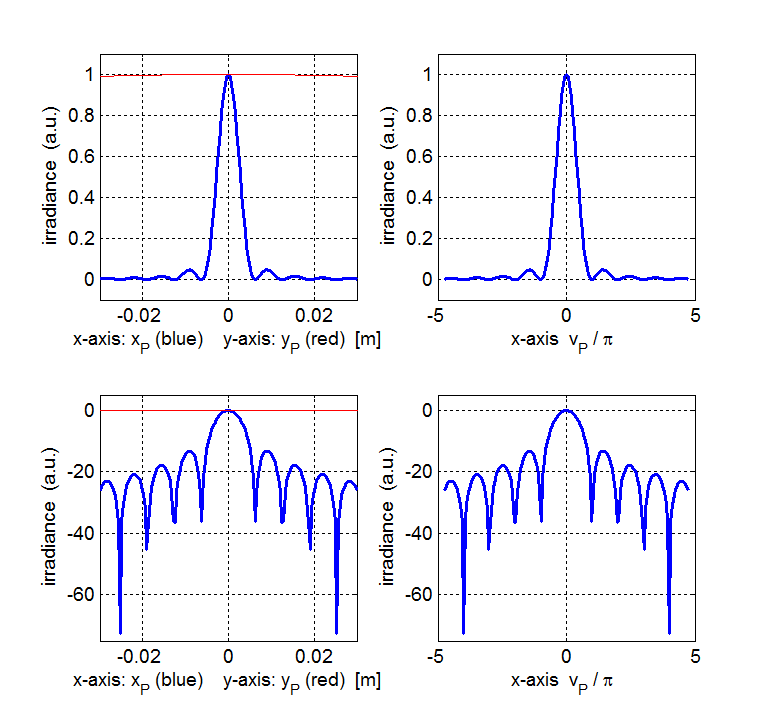 irradiance (a.u.)
1
0.8
0.6
0.4
0.2
0
-0.02 0 0.02
x-axis: x_P (blue) y-axis: y_P (red) [m]
irradiance (a.u.)
1
0.8
0.6
0.4
0.2
0
-5 0 5
x-axis v_P / π
irradiance (a.u.)
0
-20
-40
-60
-0.02 0 0.02
x-axis: x_P (blue) y-axis: y_P (red) [m]
irradiance (a.u.)
0
-20
-40
-60
-5 0 5
x-axis v_P / π